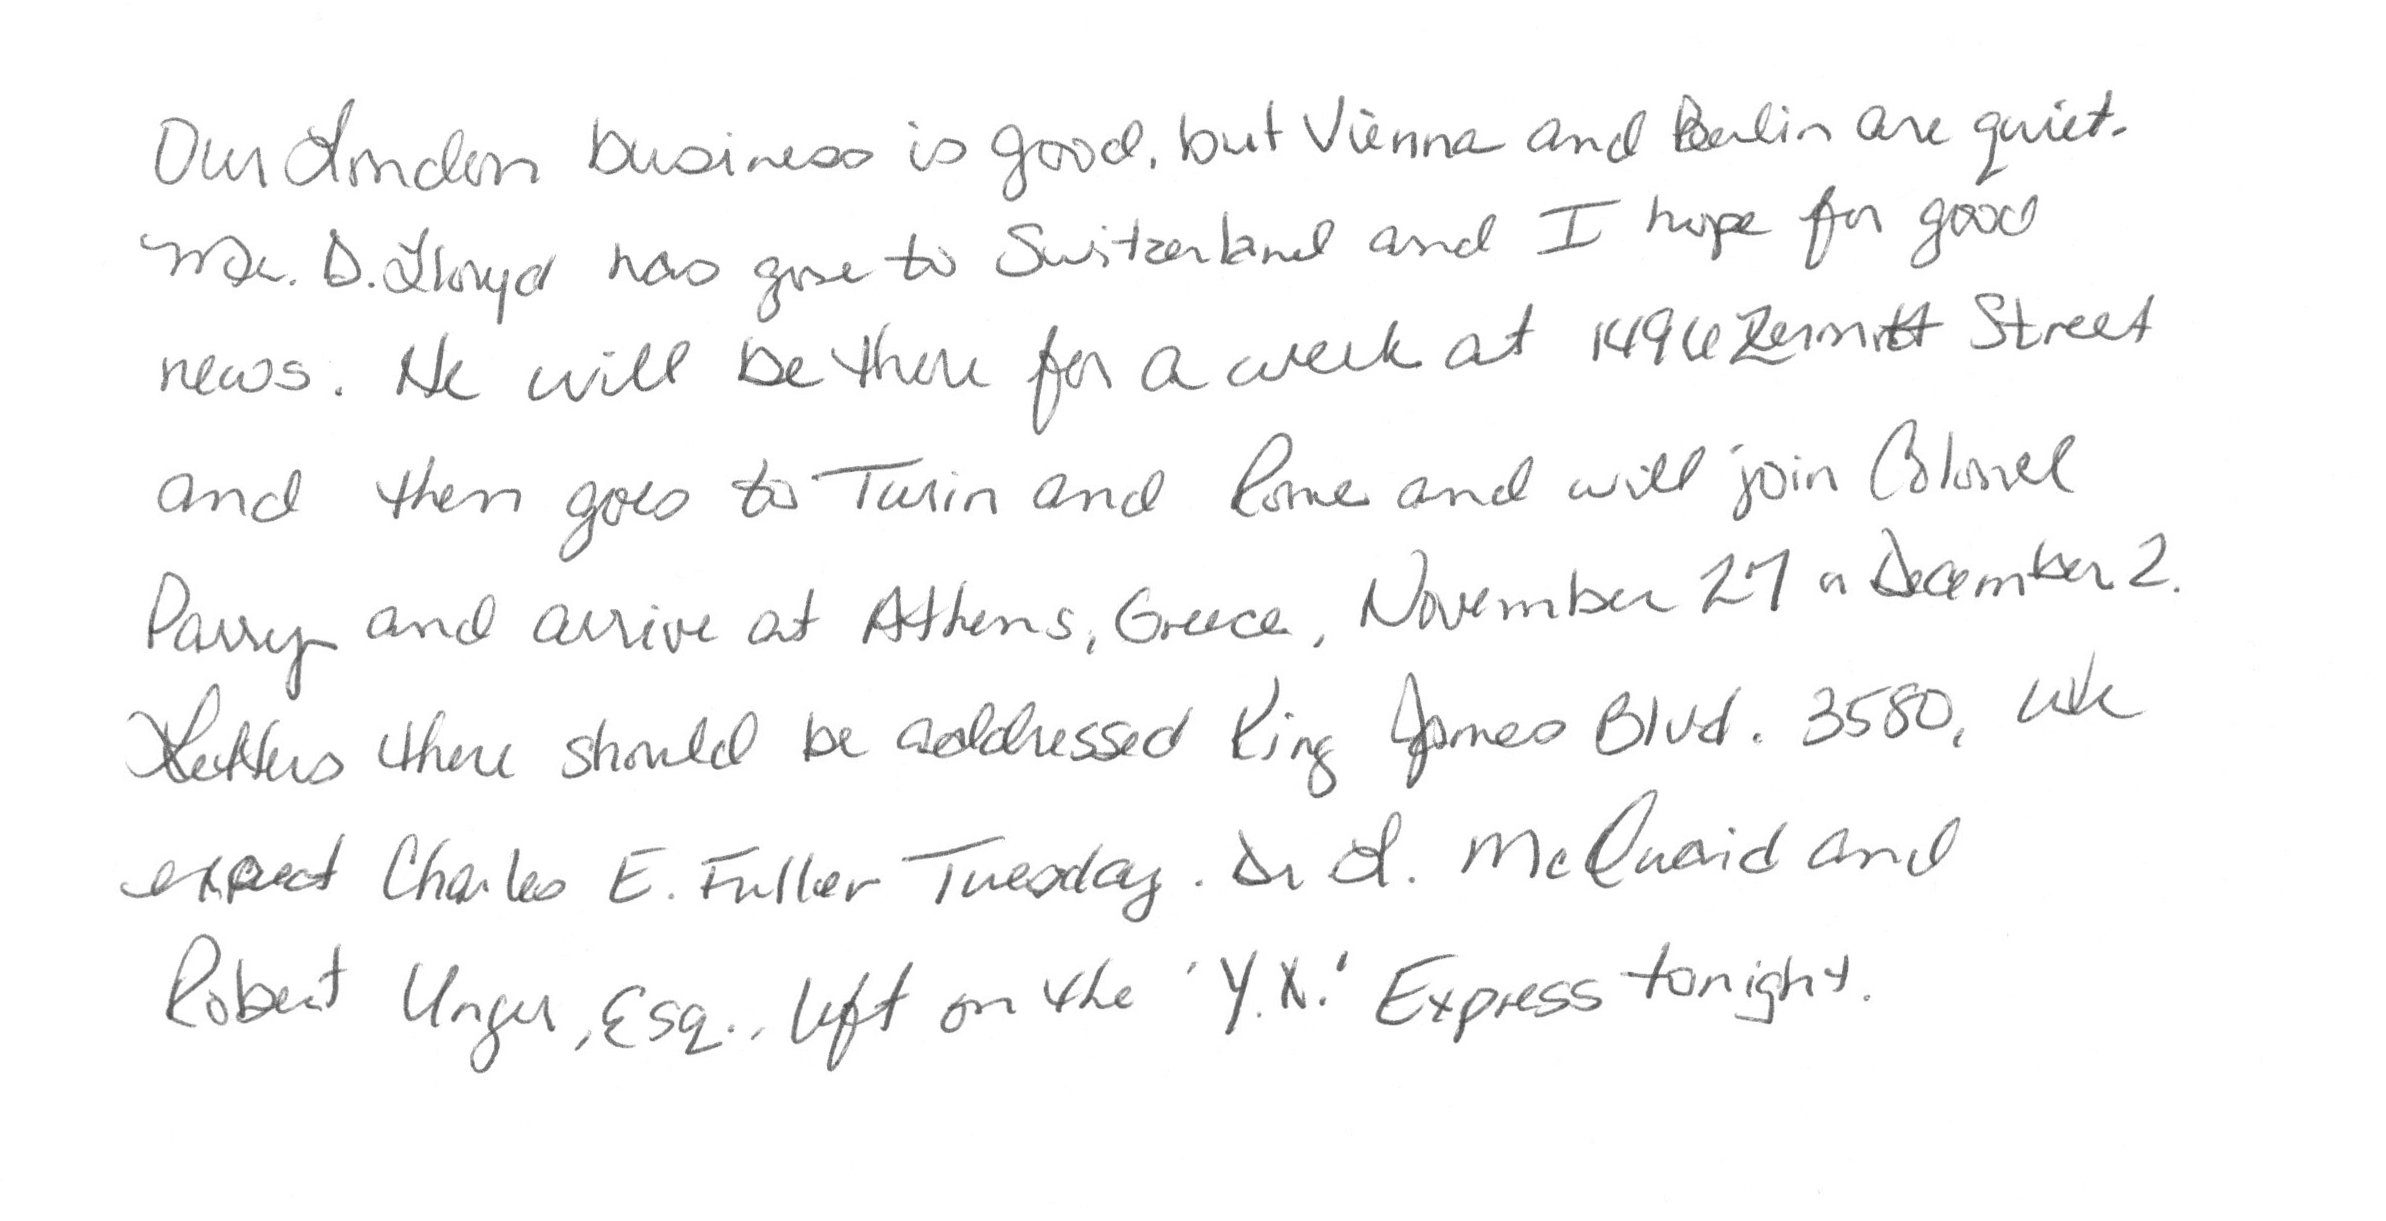 Our London business is good, but Vienna and Berlin are quiet.
Mr. D. Lloyd has gone to Switzerland and I hope for good
news. He will be there for a week at 1496 Zermott Street
and then goes to Turin and Rome and will join Colonel
Parry and arrive at Athens, Greece, November 27 or December 2.
Letters there should be addressed King James Blvd. 3580, We
expect Charles E. Fuller Tuesday. Dr L. McQuaid and
Robert Unger, Esq., left on the 'Y.X.' Express tonight.